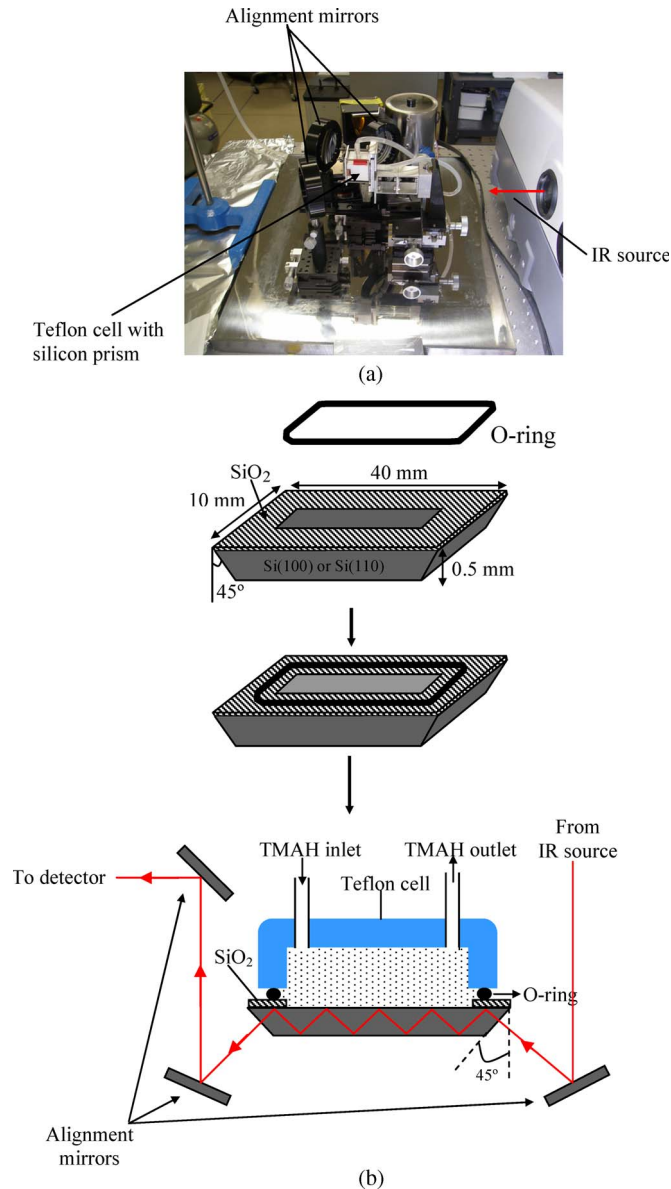 Alignment mirrors
IR source
Teflon cell with
silicon prism
(a)
O-ring
SiO₂
40 mm
10 mm
Si(100) or Si(110)
0.5 mm
45º
From
IR source
TMAH inlet
TMAH outlet
To detector
Teflon cell
SiO₂
O-ring
45º
Alignment
mirrors
(b)